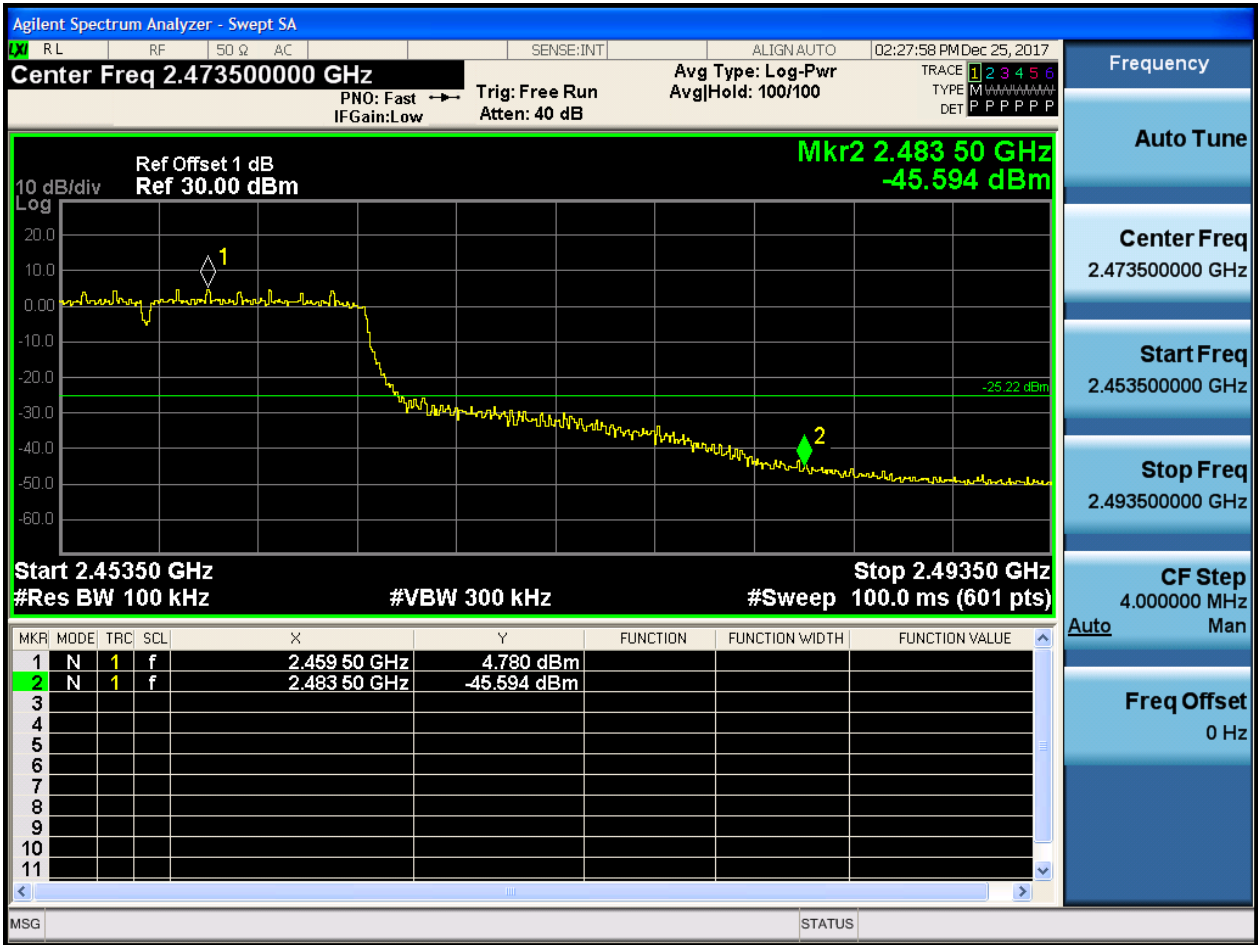 Agilent Spectrum Analyzer - Swept SA
LXI RL RF 50 Ω AC SENSE:INT ALIGN AUTO 02:27:58 PM Dec 25, 2017
Frequency
Center Freq 2.473500000 GHz
PNO: Fast
IFGain:Low
Trig: Free Run
Atten: 40 dB
Avg Type: Log-Pwr
Avg|Hold: 100/100
TRACE 1 2 3 4 5 6
TYPE M
DET P P P P P P
Auto Tune
Mkr2 2.483 50 GHz
-45.594 dBm
Ref Offset 1 dB
10 dB/div Ref 30.00 dBm
Log
20.0
10.0
0.00
-10.0
-20.0
-30.0
-40.0
-50.0
-60.0
1
-25.22 dBm
2
Start 2.45350 GHz Stop 2.49350 GHz
#Res BW 100 kHz #VBW 300 kHz #Sweep 100.0 ms (601 pts)
Center Freq
2.473500000 GHz
Start Freq
2.453500000 GHz
Stop Freq
2.493500000 GHz
CF Step
4.000000 MHz
Auto Man
Freq Offset
0 Hz
MKR MODE TRC SCL X Y FUNCTION FUNCTION WIDTH FUNCTION VALUE
1 N 1 f 2.459 50 GHz 4.780 dBm
2 N 1 f 2.483 50 GHz -45.594 dBm
3
4
5
6
7
8
9
10
11
MSG STATUS